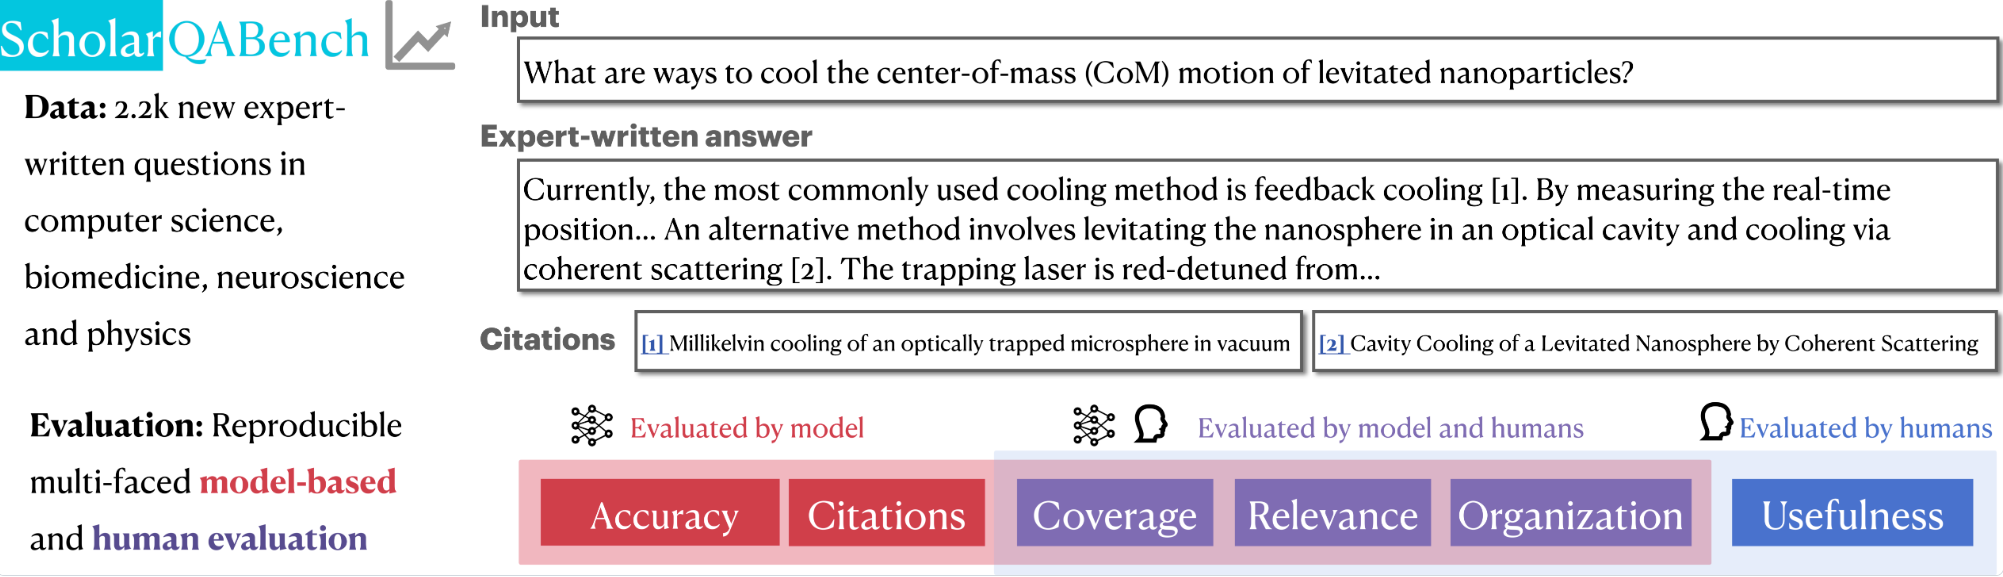 ScholarQABench
Data: 2.2k new expert-
written questions in
computer science,
biomedicine, neuroscience
and physics
Evaluation: Reproducible
multi-faced model-based
and human evaluation
Input
What are ways to cool the center-of-mass (CoM) motion of levitated nanoparticles?
Expert-written answer
Currently, the most commonly used cooling method is feedback cooling [1]. By measuring the real-time
position... An alternative method involves levitating the nanosphere in an optical cavity and cooling via
coherent scattering [2]. The trapping laser is red-detuned from...
Citations
[1] Millikelvin cooling of an optically trapped microsphere in vacuum
[2] Cavity Cooling of a Levitated Nanosphere by Coherent Scattering
Evaluated by model
Evaluated by model and humans
Evaluated by humans
Accuracy
Citations
Coverage
Relevance
Organization
Usefulness